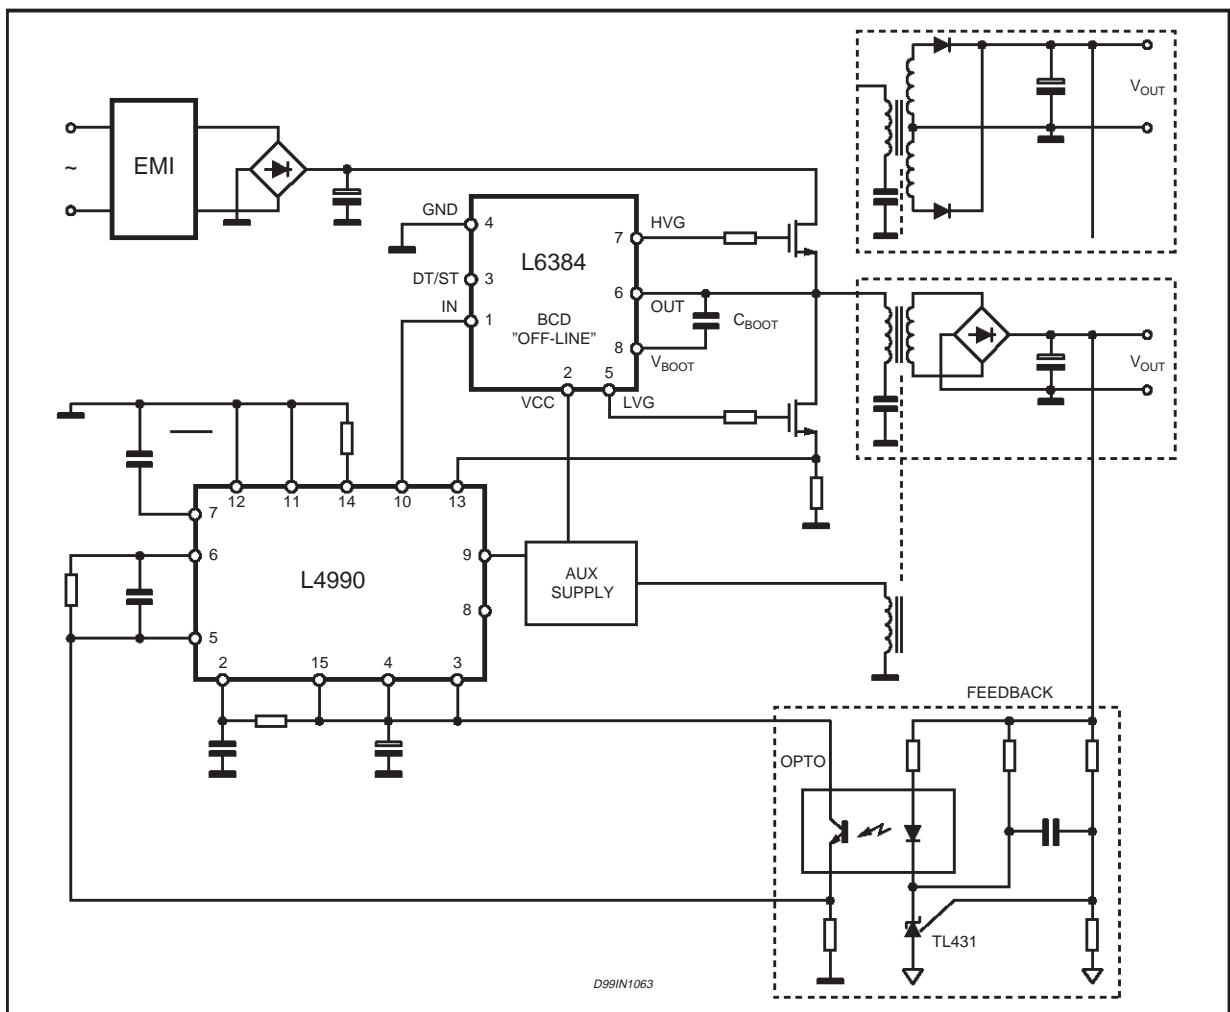 V_OUT
EMI
~
GND
4
HVG
7
L6384
DT/ST
3
6
OUT
IN
1
BCD
"OFF-LINE"
C_BOOT
8
V_BOOT
V_OUT
2
5
VCC
LVG
12
11
14
10
13
7
6
9
L4990
AUX
SUPPLY
8
5
2
15
4
3
FEEDBACK
OPTO
TL431
D99IN1063